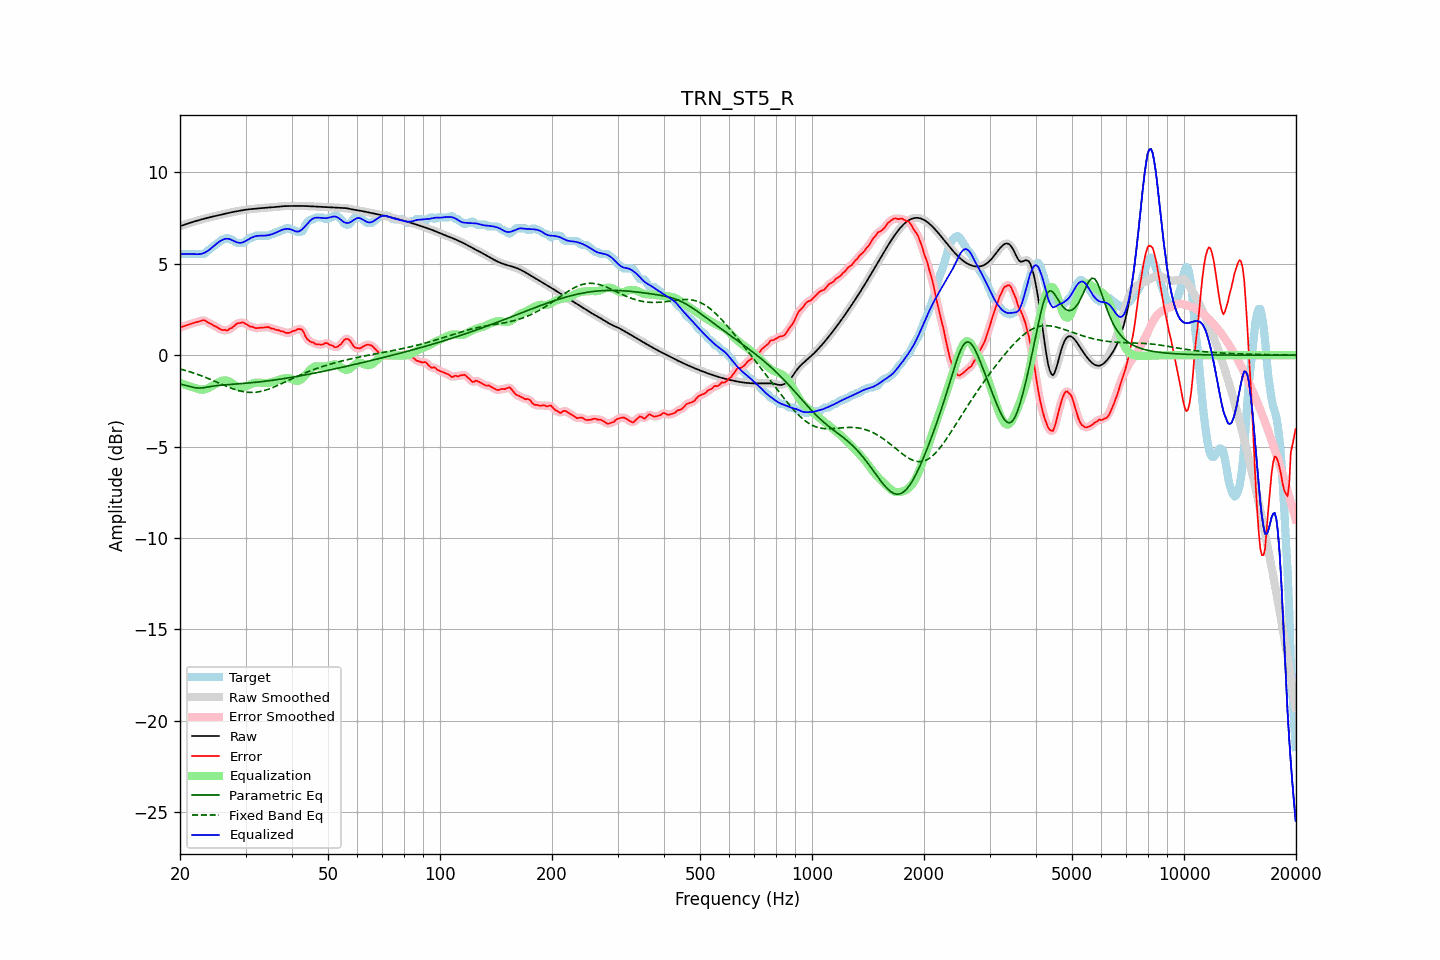 TRN_ST5_R
Amplitude (dBr)
10
5
0
−5
−10
−15
−20
−25
Target
Raw Smoothed
Error Smoothed
Raw
Error
Equalization
Parametric Eq
Fixed Band Eq
Equalized
20 50 100 200 500 1000 2000 5000 10000 20000
Frequency (Hz)